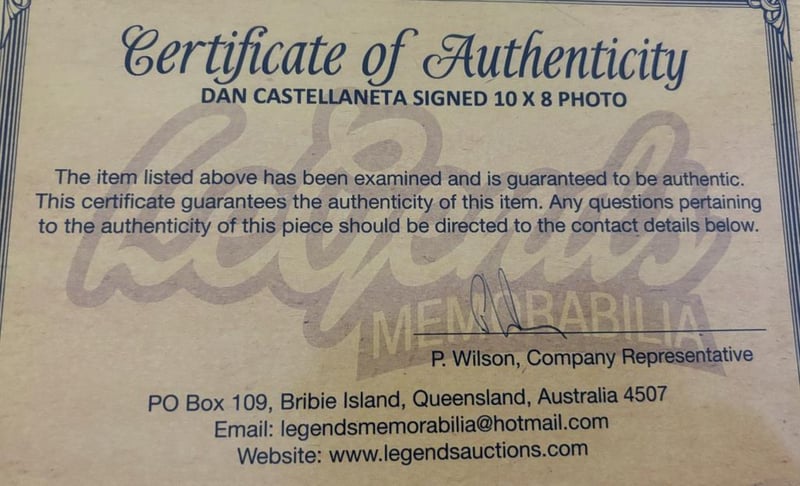 Certificate of Authenticity
DAN CASTELLANETA SIGNED 10 X 8 PHOTO
The item listed above has been examined and is guaranteed to be authentic.
This certificate guarantees the authenticity of this item. Any questions pertaining
to the authenticity of this piece should be directed to the contact details below.
Legends
MEMORABILIA
P. Wilson, Company Representative
PO Box 109, Bribie Island, Queensland, Australia 4507
Email: legendsmemorabilia@hotmail.com
Website: www.legendsauctions.com